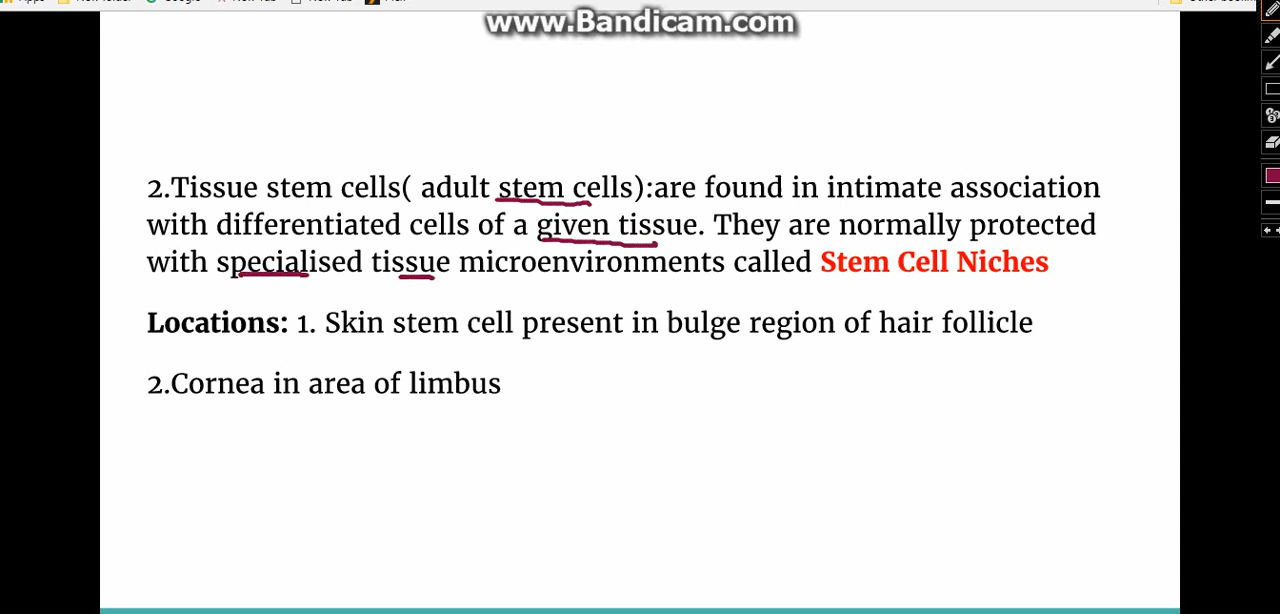 www.Bandicam.com
2.Tissue stem cells( adult stem cells):are found in intimate association
with differentiated cells of a given tissue. They are normally protected
with specialised tissue microenvironments called Stem Cell Niches
Locations: 1. Skin stem cell present in bulge region of hair follicle
2.Cornea in area of limbus